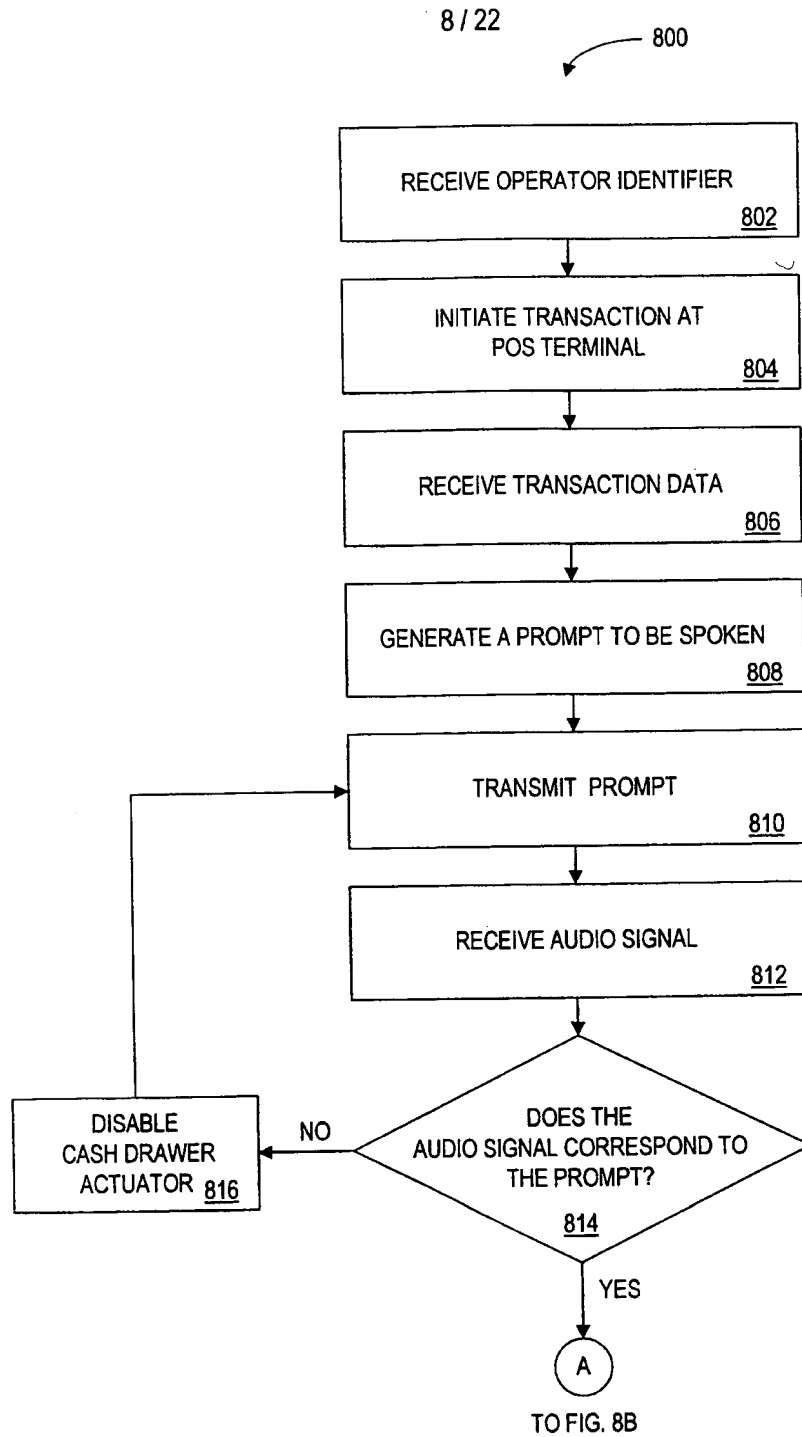 8 / 22
800
RECEIVE OPERATOR IDENTIFIER
802
INITIATE TRANSACTION AT
POS TERMINAL
804
RECEIVE TRANSACTION DATA
806
GENERATE A PROMPT TO BE SPOKEN
808
TRANSMIT PROMPT
810
RECEIVE AUDIO SIGNAL
812
DOES THE
AUDIO SIGNAL CORRESPOND TO
THE PROMPT?
814
NO
DISABLE
CASH DRAWER
ACTUATOR 816
YES
A
TO FIG. 8B